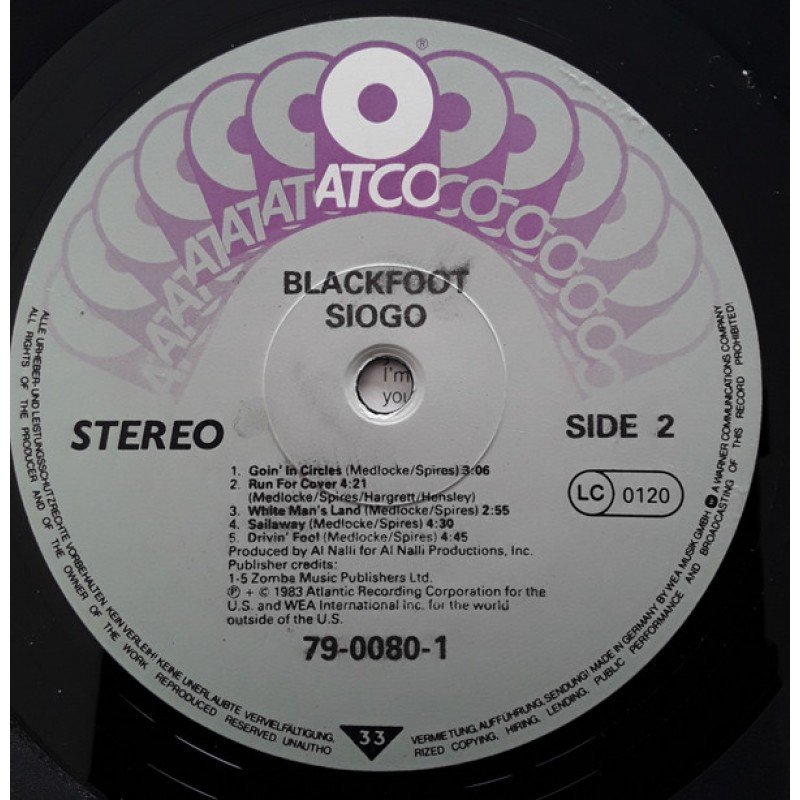 ®
ATATATATATATCOCOCOCOCOCO
BLACKFOOT
SIOGO
I'm
you
STEREO
SIDE 2
LC 0120
1. Goin' In Circles (Medlocke/Spires) 3:06
2. Run For Cover 4:21
(Medlocke/Spires/Hargrett/Hensley)
3. White Man's Land (Medlocke/Spires) 2:55
4. Sailaway (Medlocke/Spires) 4:30
5. Drivin' Fool (Medlocke/Spires) 4:45
Produced by Al Nalli for Al Nalli Productions, Inc.
Publisher credits:
1-5 Zomba Music Publishers Ltd.
℗ + © 1983 Atlantic Recording Corporation for the
U.S. and WEA International Inc. for the world
outside of the U.S.
79-0080-1
33
ALLE URHEBER- UND LEISTUNGSSCHUTZRECHTE VORBEHALTEN. KEIN VERLEIH! KEINE UNERLAUBTE VERVIELFÄLTIGUNG,
VERMIETUNG, AUFFÜHRUNG, SENDUNG! MADE IN GERMANY BY WEA MUSIK GMBH A WARNER COMMUNICATIONS COMPANY
ALL RIGHTS OF THE PRODUCER AND OF THE OWNER OF THE WORK REPRODUCED RESERVED. UNAUTHO
RIZED COPYING, HIRING, LENDING, PUBLIC PERFORMANCE AND BROADCASTING OF THIS RECORD PROHIBITED!